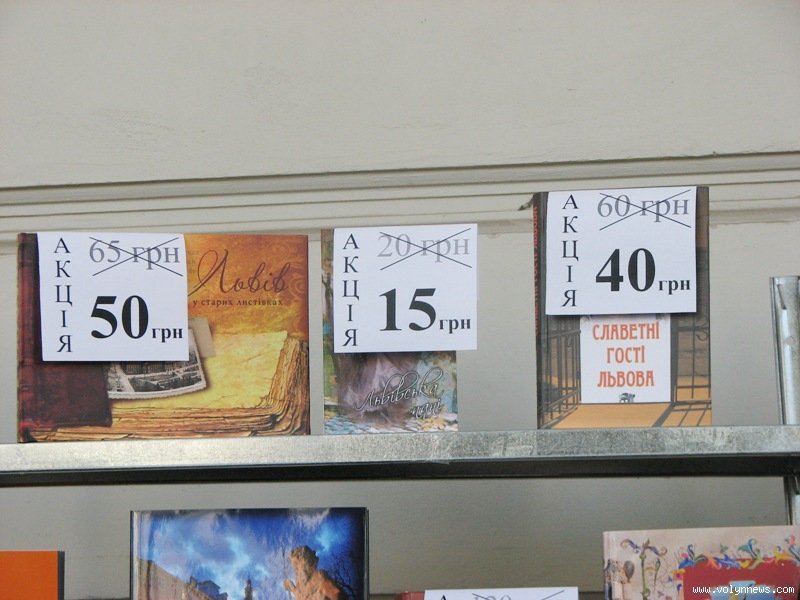 АКЦІЯ
65 грн
50 грн
Львів
у старих листівках
АКЦІЯ
20 грн
15 грн
Львівська
АКЦІЯ
60 грн
40 грн
СЛАВЕТНІ
ГОСТІ
ЛЬВОВА
www.volynnews.com